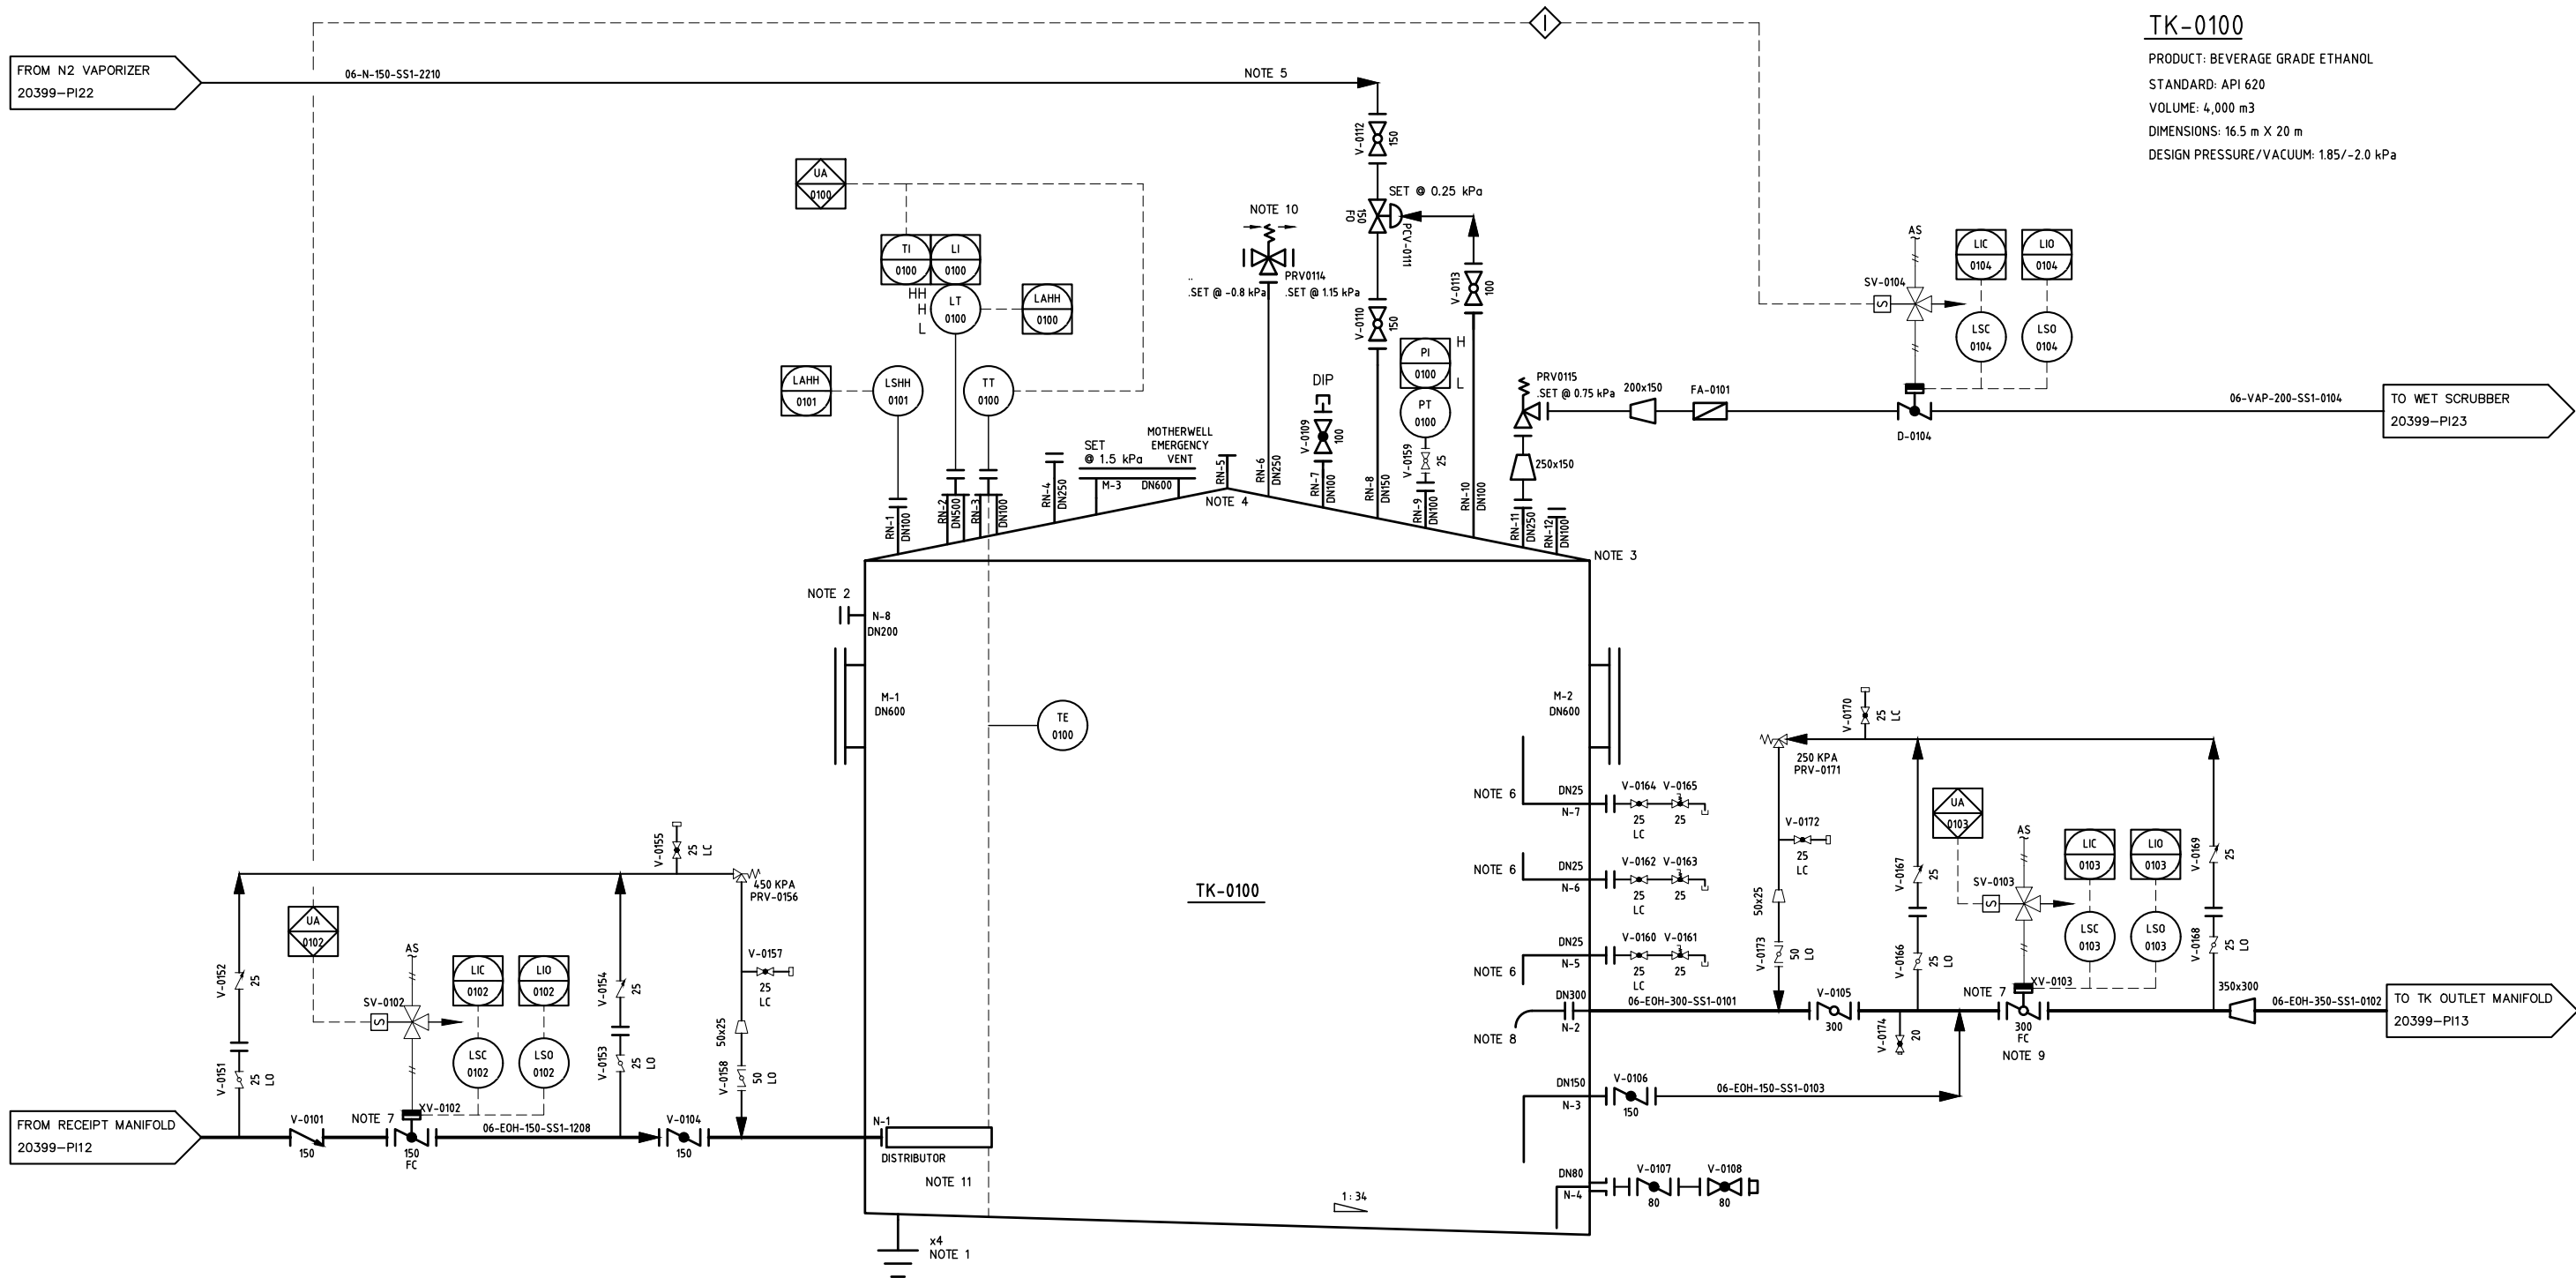 TK-0100
PRODUCT: BEVERAGE GRADE ETHANOL
STANDARD: API 620
VOLUME: 4,000 m3
DIMENSIONS: 16.5 m X 20 m
DESIGN PRESSURE/VACUUM: 1.85/-2.0 kPa
I
FROM N2 VAPORIZER
20399-PI22
06-N-150-SS1-2210
NOTE 5
V-0112
150
SET @ 0.25 kPa
150
FO
PCV-0111
V-0110
150
V-0113
100
UA
0100
TI
0100
LI
0100
HH
H
L
LT
0100
LAHH
0100
LAHH
0101
LSHH
0101
TT
0100
NOTE 10
..
.SET @ -0.8 kPa
PRV0114
.SET @ 1.15 kPa
PI
0100
H
L
PT
0100
V-0159
25
DIP
V-0109
100
PRV0115
.SET @ 0.75 kPa
200x150
FA-0101
250x150
AS
SV-0104
S
LIC
0104
LIO
0104
LSC
0104
LSO
0104
D-0104
06-VAP-200-SS1-0104
TO WET SCRUBBER
20399-PI23
SET
@ 1.5 kPa
MOTHERWELL
EMERGENCY
VENT
M-3
DN600
RN-1
DN100
RN-2
DN500
RN-3
DN100
RN-4
DN250
RN-5
NOTE 4
RN-6
DN250
RN-7
DN100
RN-8
DN150
RN-9
DN100
RN-10
DN100
RN-11
DN250
RN-12
DN100
NOTE 3
NOTE 2
N-8
DN200
M-1
DN600
TE
0100
M-2
DN600
TK-0100
NOTE 6
DN25
N-7
V-0164
V-0165
25
LC
25
NOTE 6
DN25
N-6
V-0162
V-0163
25
LC
25
NOTE 6
DN25
N-5
V-0160
V-0161
25
LC
25
DN300
N-2
NOTE 8
06-EOH-300-SS1-0101
V-0105
300
V-0170
25
LC
250 KPA
PRV-0171
V-0172
25
LC
50x25
V-0173
50
LO
V-0167
25
V-0166
25
LO
V-0174
20
UA
0103
AS
SV-0103
S
LIC
0103
LIO
0103
LSC
0103
LSO
0103
NOTE 7
XV-0103
300
FC
NOTE 9
V-0169
25
V-0168
25
LO
350x300
06-EOH-350-SS1-0102
TO TK OUTLET MANIFOLD
20399-PI13
DN150
N-3
V-0106
150
06-EOH-150-SS1-0103
DN80
N-4
V-0107
80
V-0108
80
1:34
V-0155
25
LC
450 KPA
PRV-0156
V-0157
25
LC
50x25
V-0158
50
LO
V-0152
25
V-0151
25
LO
UA
0102
AS
SV-0102
S
LIC
0102
LIO
0102
LSC
0102
LSO
0102
V-0154
25
V-0153
25
LO
FROM RECEIPT MANIFOLD
20399-PI12
V-0101
150
NOTE 7
XV-0102
150
FC
06-EOH-150-SS1-1208
V-0104
150
N-1
DISTRIBUTOR
NOTE 11
x4
NOTE 1